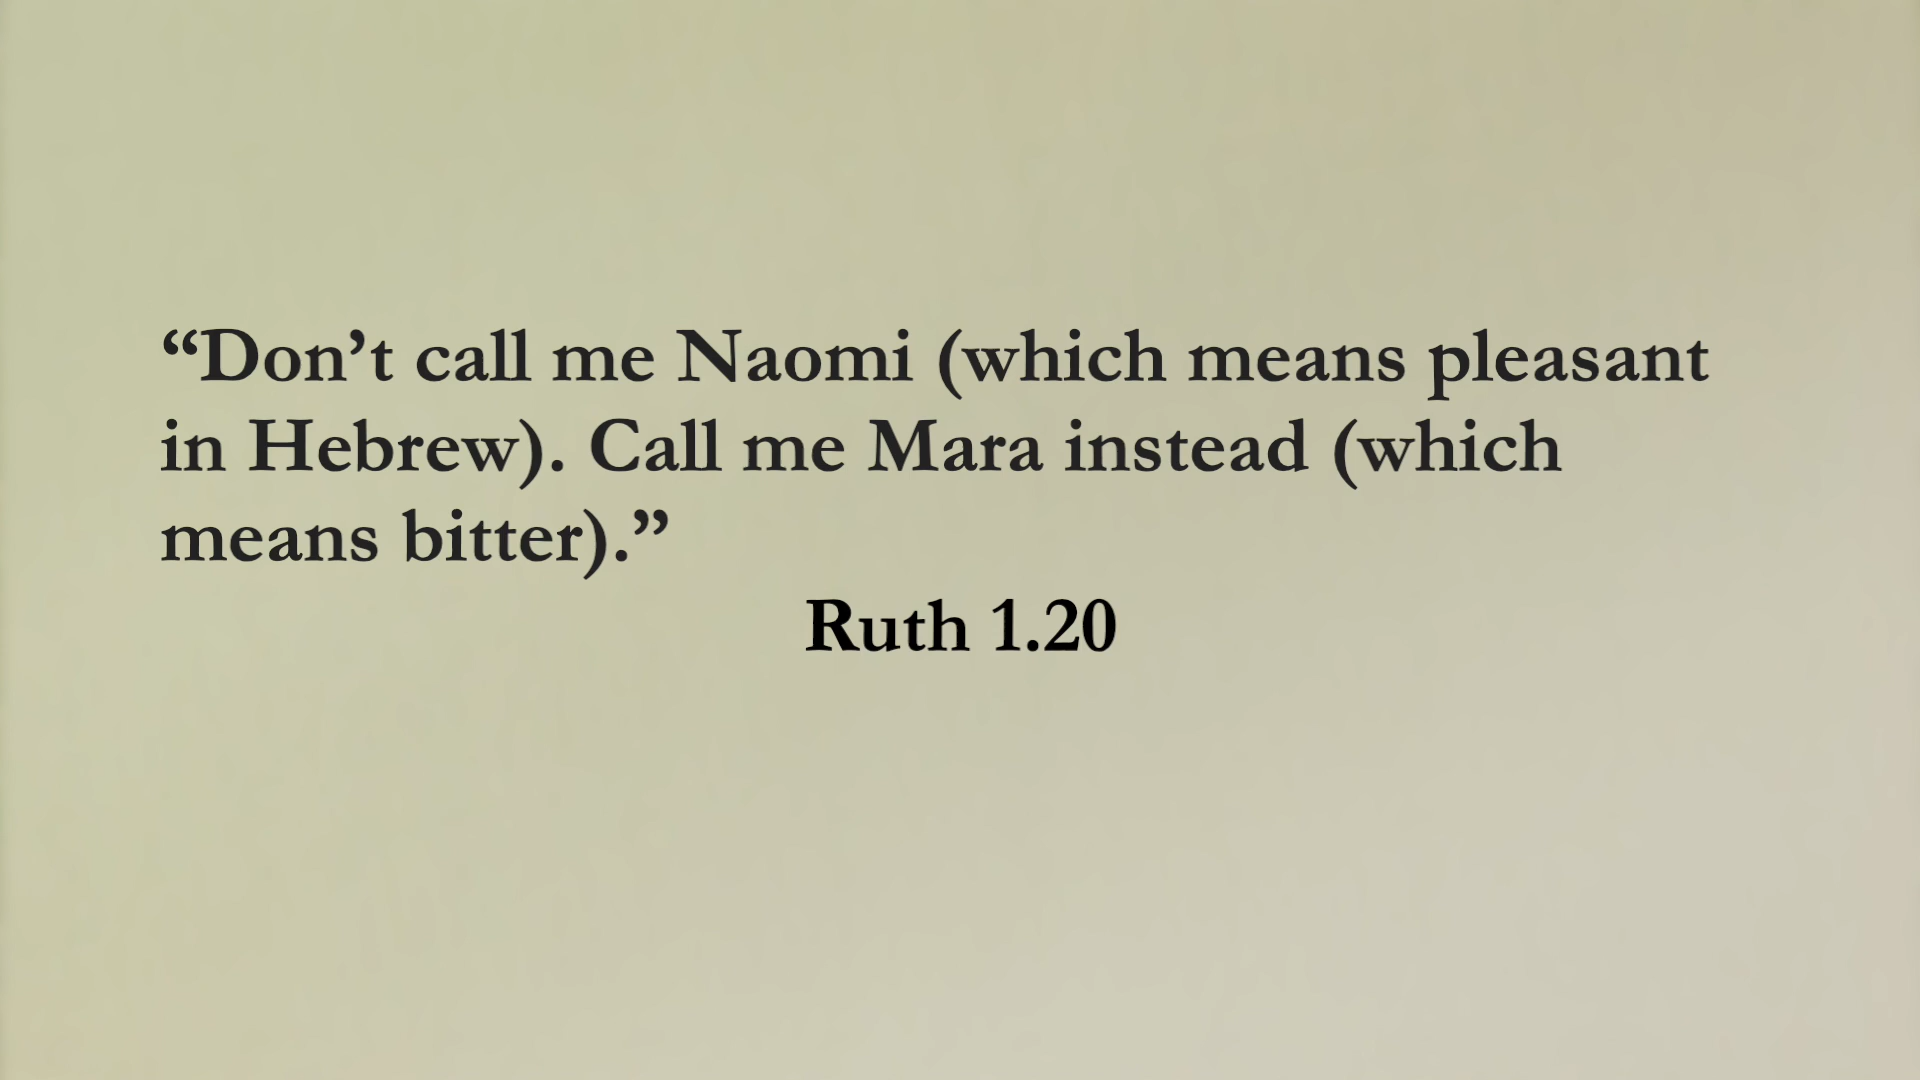 “Don’t call me Naomi (which means pleasant
in Hebrew). Call me Mara instead (which
means bitter).”
Ruth 1.20